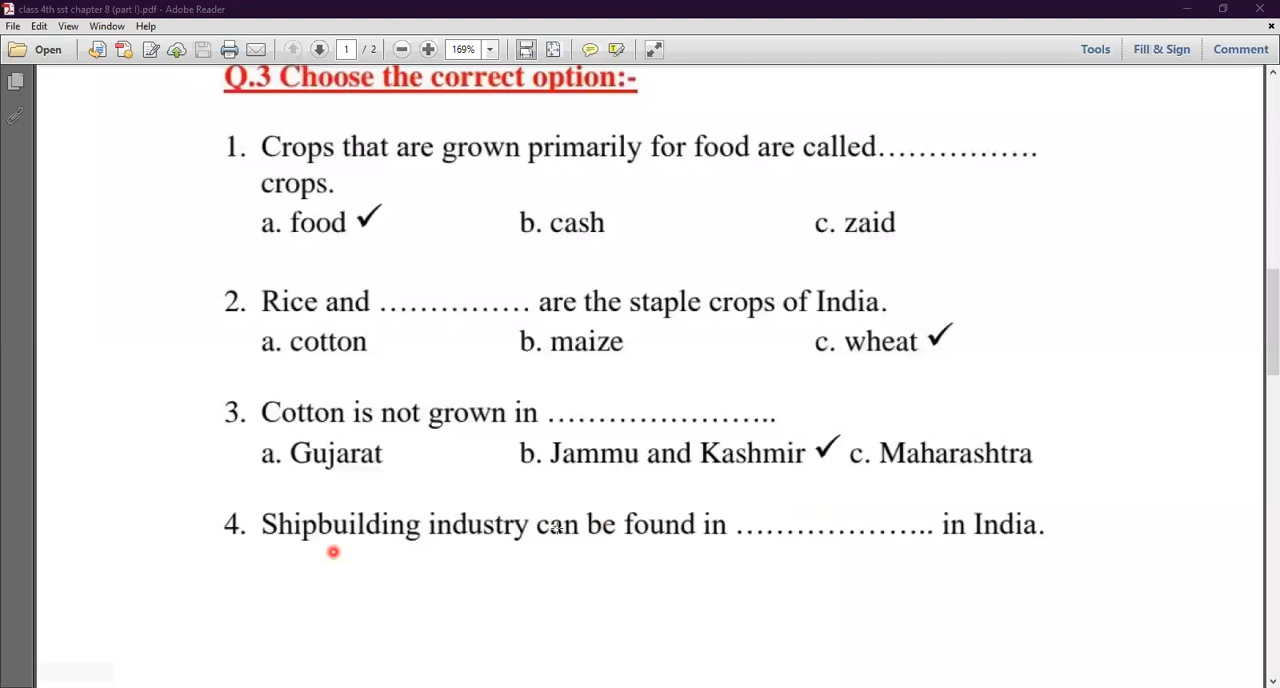 class 4th sst chapter 8 (part I).pdf - Adobe Reader
File Edit View Window Help
Open 1 / 2 169% Tools Fill & Sign Comment
Q.3 Choose the correct option:-
1. Crops that are grown primarily for food are called…………….
crops.
a. food ✓ b. cash c. zaid
2. Rice and …………… are the staple crops of India.
a. cotton b. maize c. wheat ✓
3. Cotton is not grown in …………………..
a. Gujarat b. Jammu and Kashmir ✓ c. Maharashtra
4. Shipbuilding industry can be found in ……………….. in India.